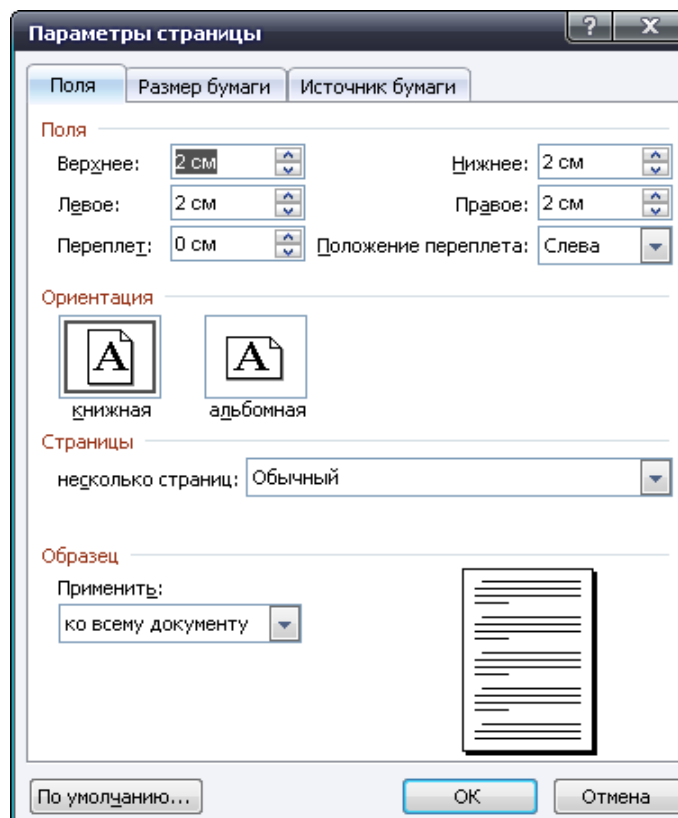 Параметры страницы
Поля Размер бумаги Источник бумаги
Поля
Верхнее: 2 см Нижнее: 2 см
Левое: 2 см Правое: 2 см
Переплет: 0 см Положение переплета: Слева
Ориентация
A A
книжная альбомная
Страницы
несколько страниц: Обычный
Образец
Применить:
ко всему документу
По умолчанию... ОК Отмена